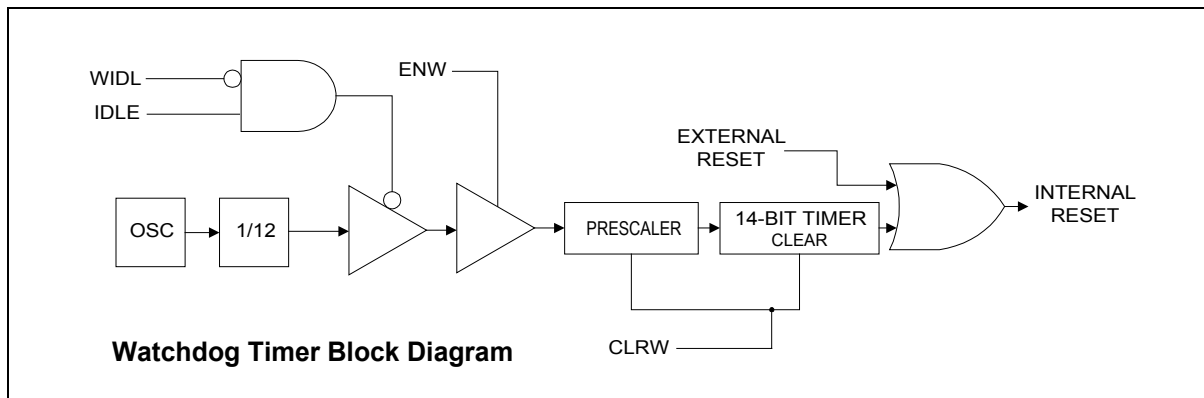 WIDL
IDLE
ENW
EXTERNAL
RESET
OSC
1/12
PRESCALER
14-BIT TIMER
CLEAR
INTERNAL
RESET
CLRW
Watchdog Timer Block Diagram